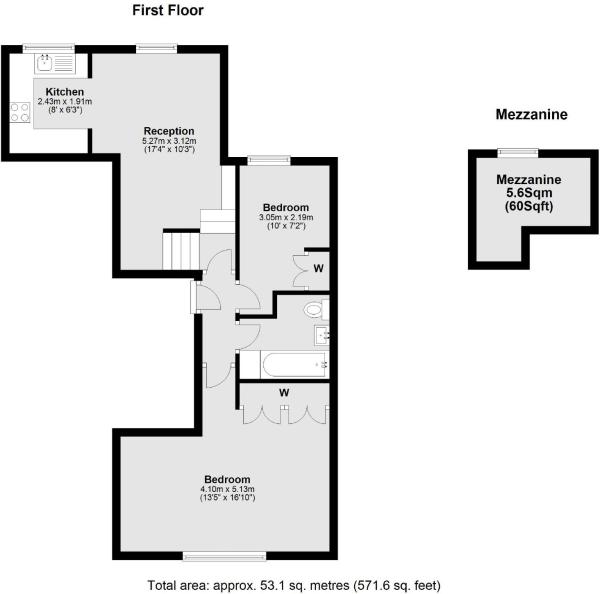 First Floor
Kitchen
2.43m x 1.91m
(8' x 6'3")
Reception
5.27m x 3.12m
(17'4" x 10'3")
Mezzanine
Mezzanine
5.6Sqm
(60Sqft)
Bedroom
3.05m x 2.19m
(10' x 7'2")
W
W
Bedroom
4.10m x 5.13m
(13'5" x 16'10")
Total area: approx. 53.1 sq. metres (571.6 sq. feet)